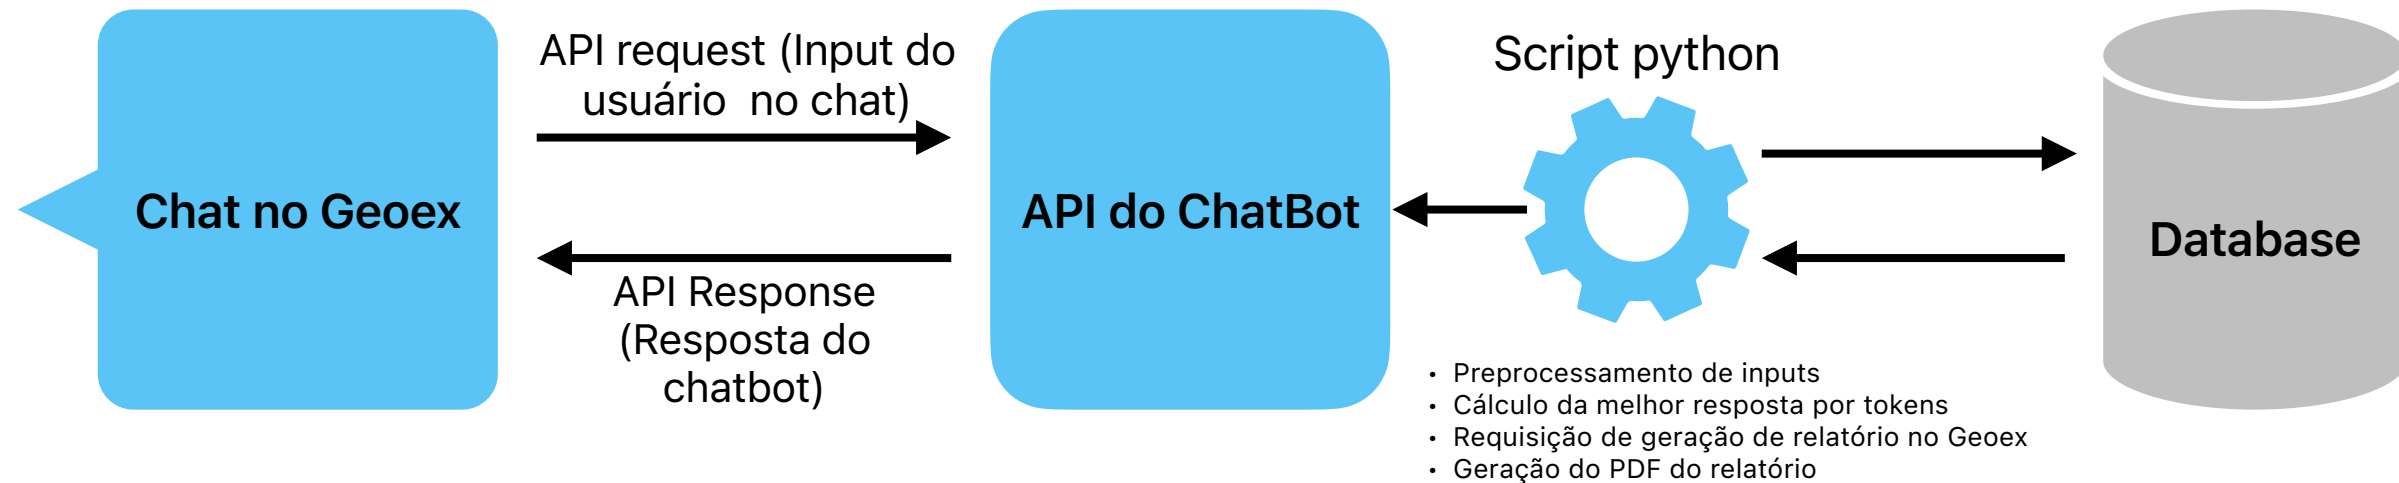 Chat no Geoex
API request (Input do
usuário  no chat)
API Response
(Resposta do
chatbot)
API do ChatBot
Script python
• Preprocessamento de inputs
• Cálculo da melhor resposta por tokens
• Requisição de geração de relatório no Geoex
• Geração do PDF do relatório
Database